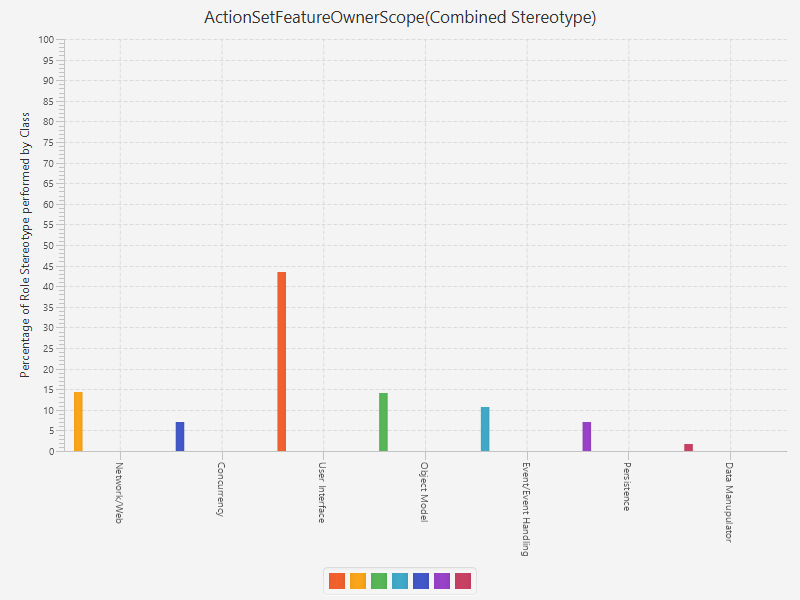 ActionSetFeatureOwnerScope(Combined Stereotype)
Percentage of Role Stereotype performed by Class
100
95
90
85
80
75
70
65
60
55
50
45
40
35
30
25
20
15
10
5
0
Network/Web
Concurrency
User Interface
Object Model
Event/Event Handling
Persistence
Data Manupulator